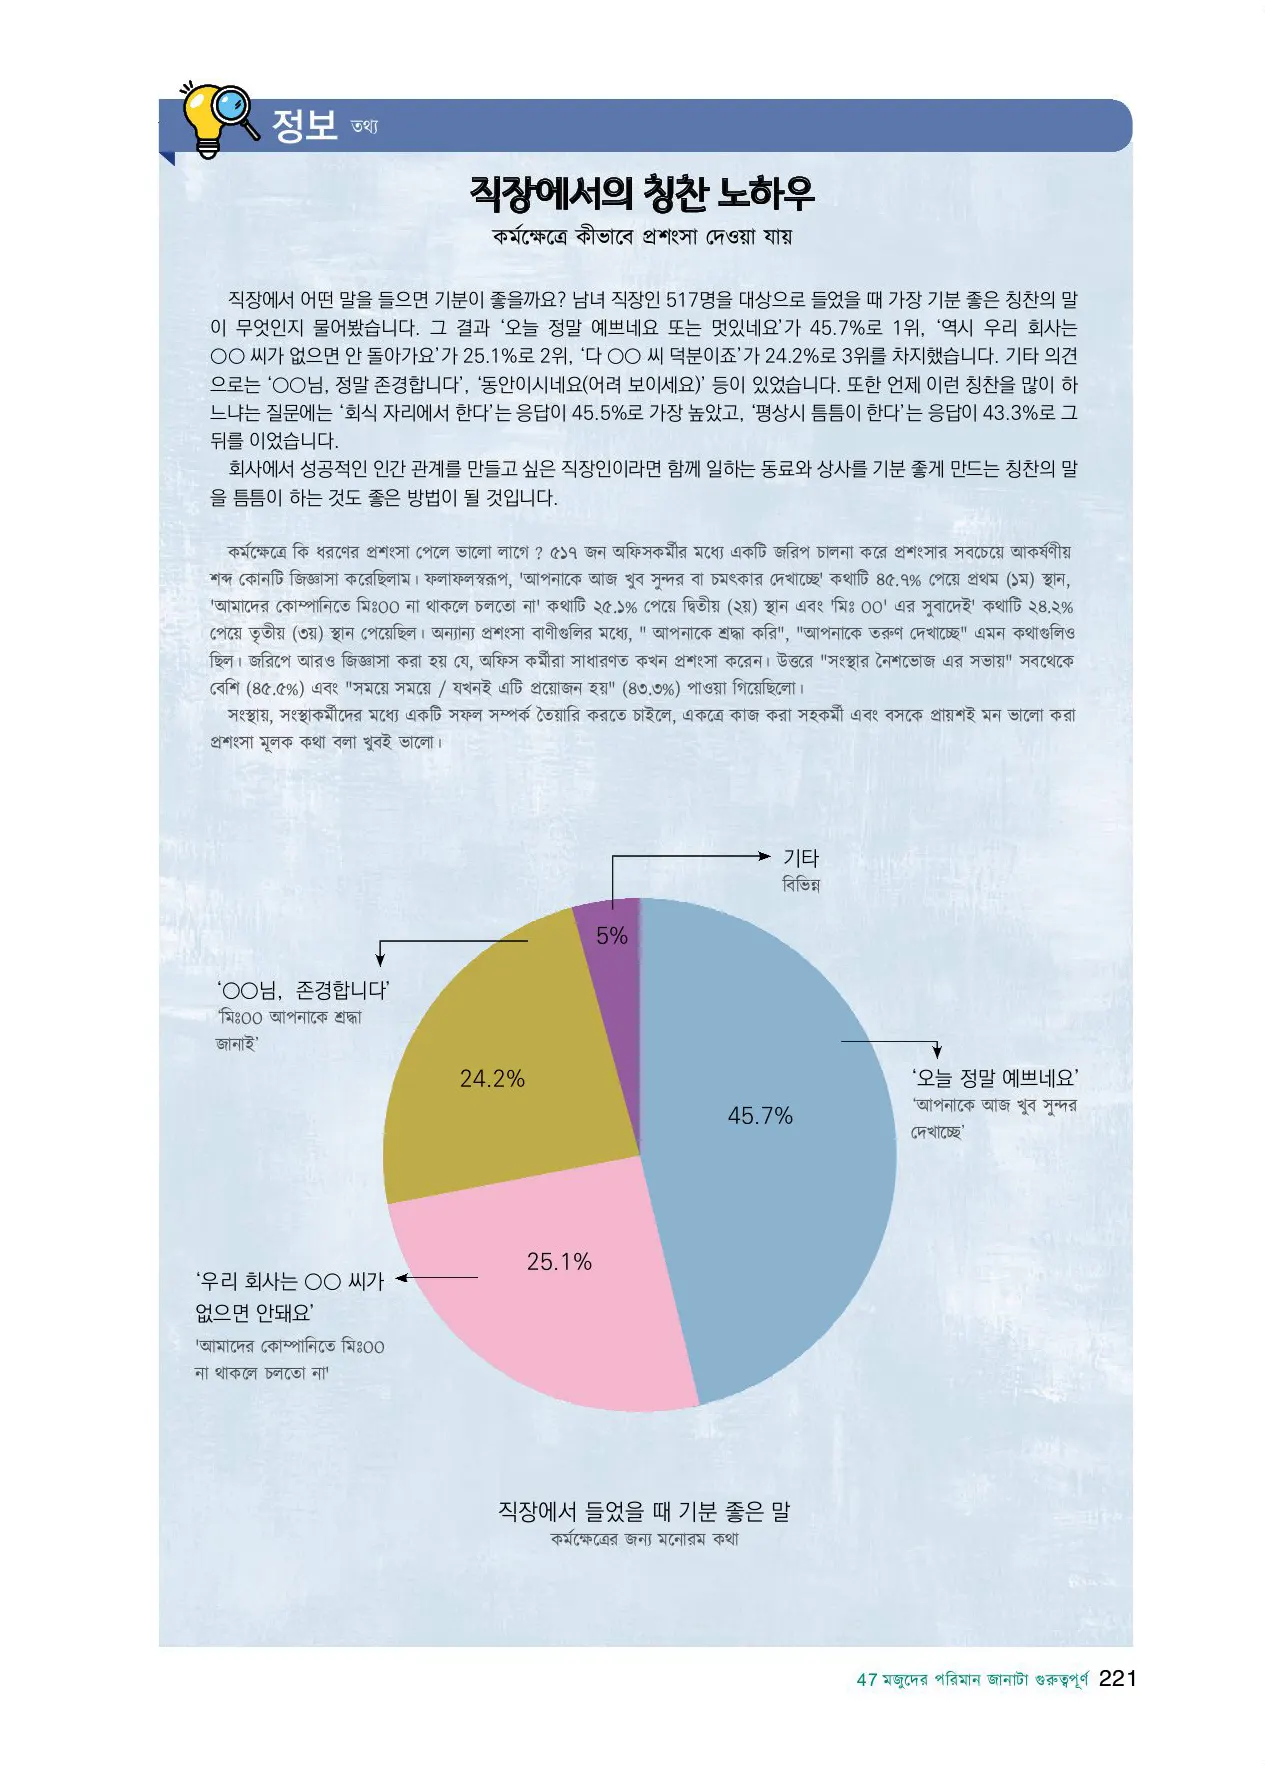 정보 তথ্য
직장에서의 칭찬 노하우
কর্মক্ষেত্রে কীভাবে প্রশংসা দেওয়া যায়
직장에서 어떤 말을 들으면 기분이 좋을까요? 남녀 직장인 517명을 대상으로 들었을 때 가장 기분 좋은 칭찬의 말
이 무엇인지 물어봤습니다. 그 결과 ‘오늘 정말 예쁘네요 또는 멋있네요’가 45.7%로 1위, ‘역시 우리 회사는
○○ 씨가 없으면 안 돌아가요’가 25.1%로 2위, ‘다 ○○ 씨 덕분이죠’가 24.2%로 3위를 차지했습니다. 기타 의견
으로는 ‘○○님, 정말 존경합니다’, ‘동안이시네요(어려 보이세요)’ 등이 있었습니다. 또한 언제 이런 칭찬을 많이 하
느냐는 질문에는 ‘회식 자리에서 한다’는 응답이 45.5%로 가장 높았고, ‘평상시 틈틈이 한다’는 응답이 43.3%로 그
뒤를 이었습니다.
회사에서 성공적인 인간 관계를 만들고 싶은 직장인이라면 함께 일하는 동료와 상사를 기분 좋게 만드는 칭찬의 말
을 틈틈이 하는 것도 좋은 방법이 될 것입니다.
কর্মক্ষেত্রে কি ধরণের প্রশংসা পেলে ভালো লাগে ? ৫১৭ জন অফিসকর্মীর মধ্যে একটি জরিপ চালনা করে প্রশংসার সবচেয়ে আকর্ষণীয়
শব্দ কোনটি জিজ্ঞাসা করেছিলাম। ফলাফলস্বরূপ, 'আপনাকে আজ খুব সুন্দর বা চমৎকার দেখাচ্ছে' কথাটি ৪৫.৭% পেয়ে প্রথম (১ম) স্থান,
'আমাদের কোম্পানিতে মিঃ00 না থাকলে চলতো না' কথাটি ২৫.১% পেয়ে দ্বিতীয় (২য়) স্থান এবং 'মিঃ 00' এর সুবাদেই' কথাটি ২৪.২%
পেয়ে তৃতীয় (৩য়) স্থান পেয়েছিল। অন্যান্য প্রশংসা বাণীগুলির মধ্যে, " আপনাকে শ্রদ্ধা করি", "আপনাকে তরুণ দেখাচ্ছে" এমন কথাগুলিও
ছিল। জরিপে আরও জিজ্ঞাসা করা হয় যে, অফিস কর্মীরা সাধারণত কখন প্রশংসা করেন। উত্তরে "সংস্থার নৈশভোজ এর সভায়" সবথেকে
বেশি (৪৫.৫%) এবং "সময়ে সময়ে / যখনই এটি প্রয়োজন হয়" (৪৩.৩%) পাওয়া গিয়েছিলো।
সংস্থায়, সংস্থাকর্মীদের মধ্যে একটি সফল সম্পর্ক তৈয়ারি করতে চাইলে, একত্রে কাজ করা সহকর্মী এবং বসকে প্রায়শই মন ভালো করা
প্রশংসা মূলক কথা বলা খুবই ভালো।
기타
বিভিন্ন
5%
‘○○님, 존경합니다’
‘মিঃ00 আপনাকে শ্রদ্ধা
জানাই’
24.2%
45.7%
‘오늘 정말 예쁘네요’
‘আপনাকে আজ খুব সুন্দর
দেখাচ্ছে’
25.1%
‘우리 회사는 ○○ 씨가
없으면 안돼요’
'আমাদের কোম্পানিতে মিঃ00
না থাকলে চলতো না'
직장에서 들었을 때 기분 좋은 말
কর্মক্ষেত্রের জন্য মনোরম কথা
47 মজুদের পরিমান জানাটা গুরুত্বপূর্ণ 221